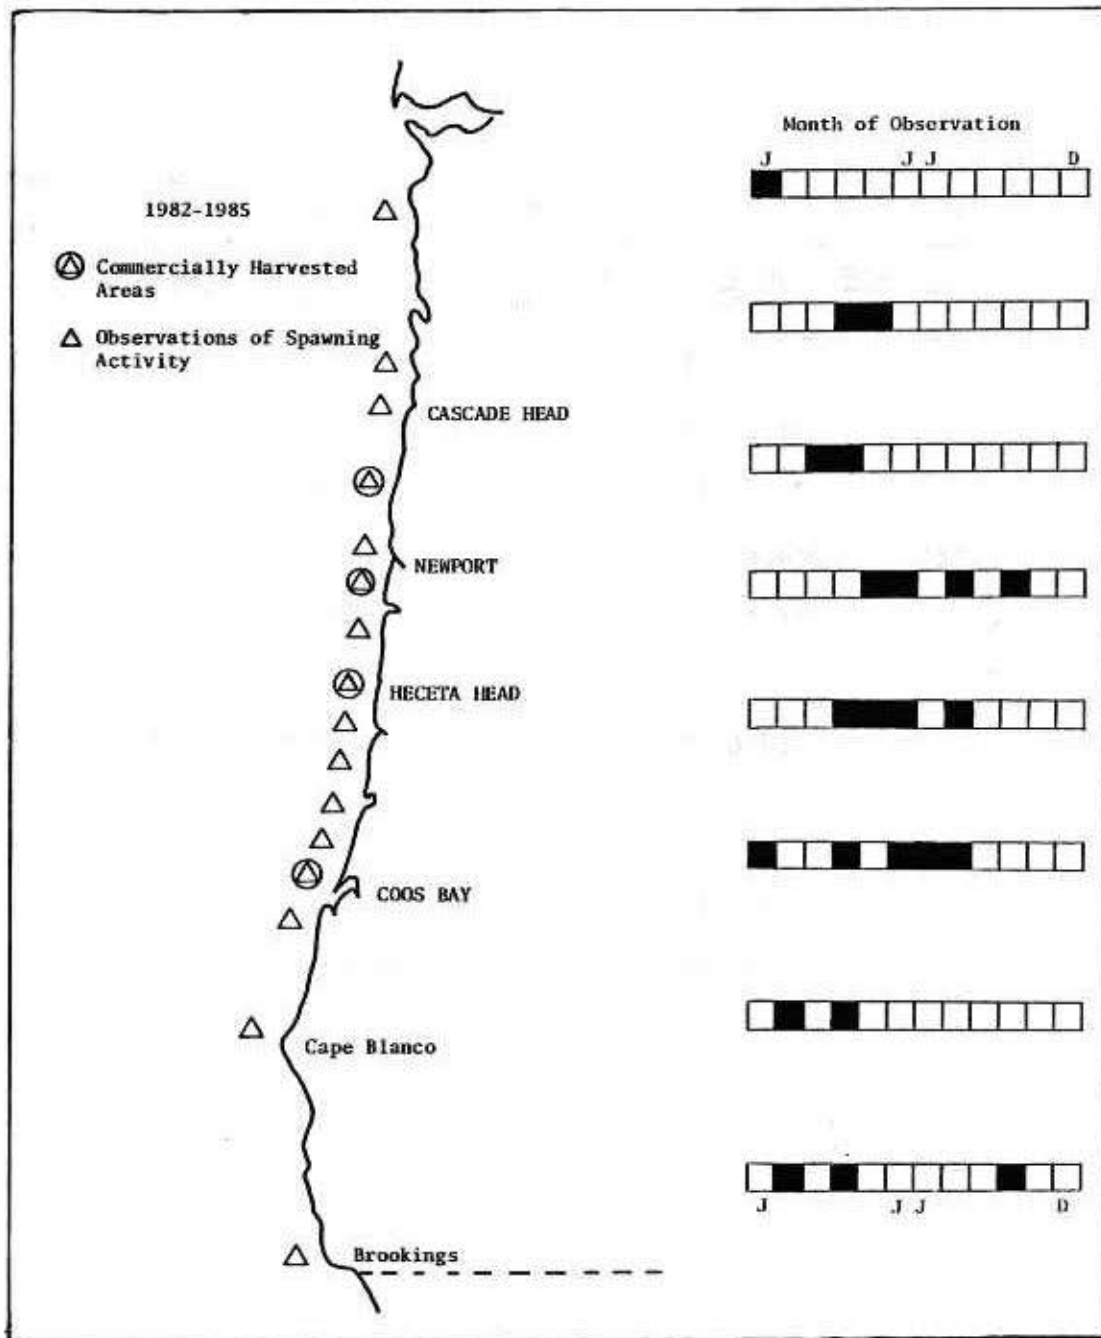 Month of Observation
J J J D
1982-1985
Commercially Harvested
Areas
Observations of Spawning
Activity
CASCADE HEAD
NEWPORT
HECETA HEAD
COOS BAY
Cape Blanco
J J J D
Brookings